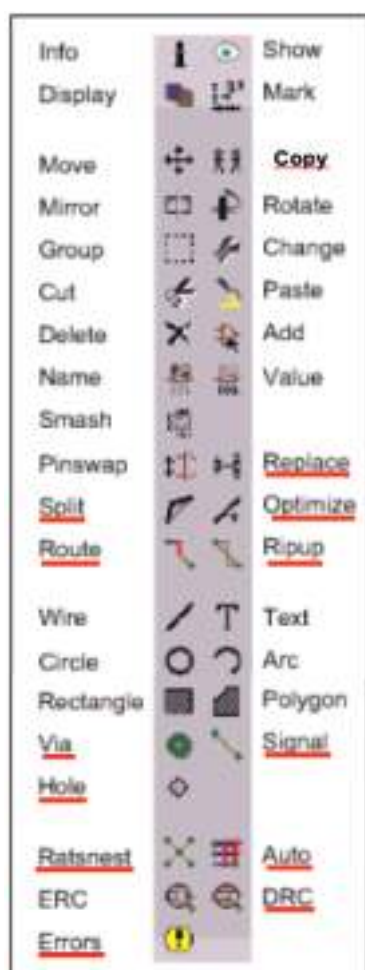 Info Show
Display Mark
Move Copy
Mirror Rotate
Group Change
Cut Paste
Delete Add
Name Value
Smash
Pinswap Replace
Split Optimize
Route Ripup
Wire Text
Circle Arc
Rectangle Polygon
Via Signal
Hole
Ratsnest Auto
ERC DRC
Errors